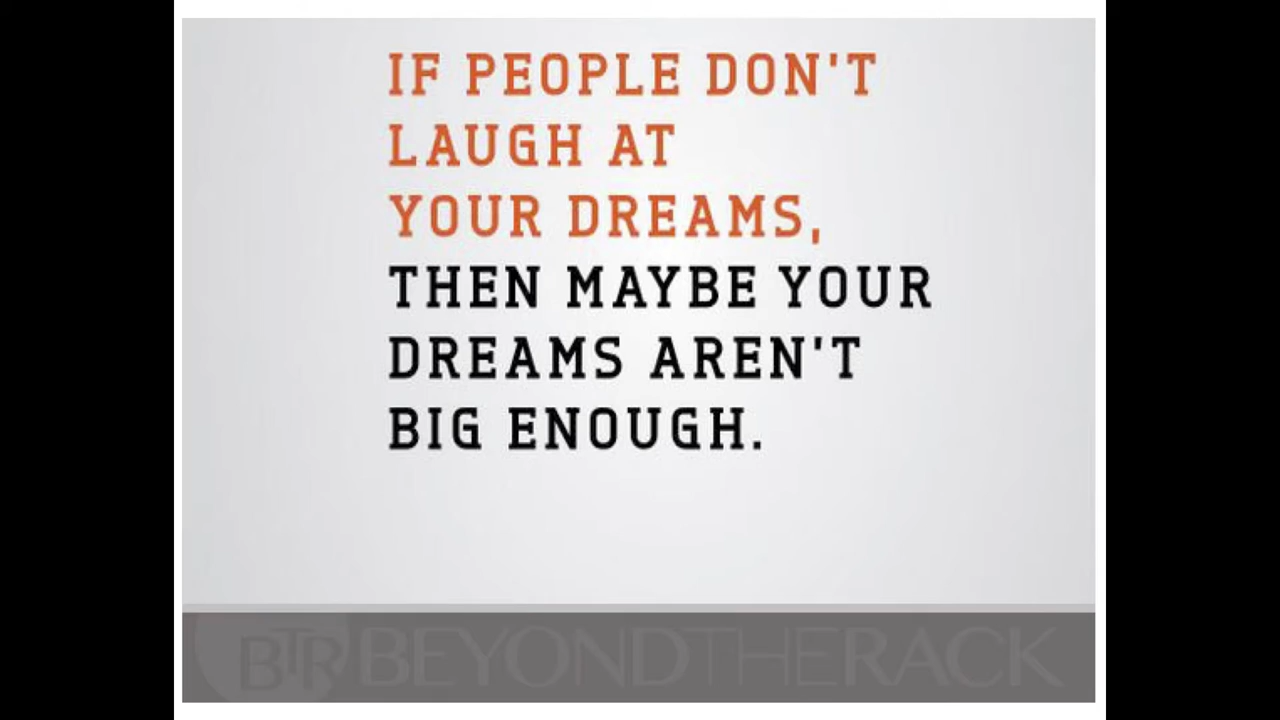 IF PEOPLE DON'T
LAUGH AT
YOUR DREAMS,
THEN MAYBE YOUR
DREAMS AREN'T
BIG ENOUGH.
BTR BEYONDTHERACK